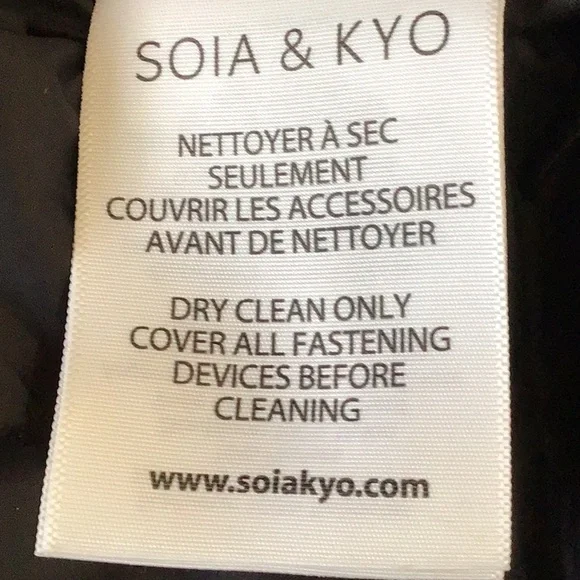 SOIA & KYO
NETTOYER À SEC
SEULEMENT
COUVRIR LES ACCESSOIRES
AVANT DE NETTOYER
DRY CLEAN ONLY
COVER ALL FASTENING
DEVICES BEFORE
CLEANING
www.soiakyo.com